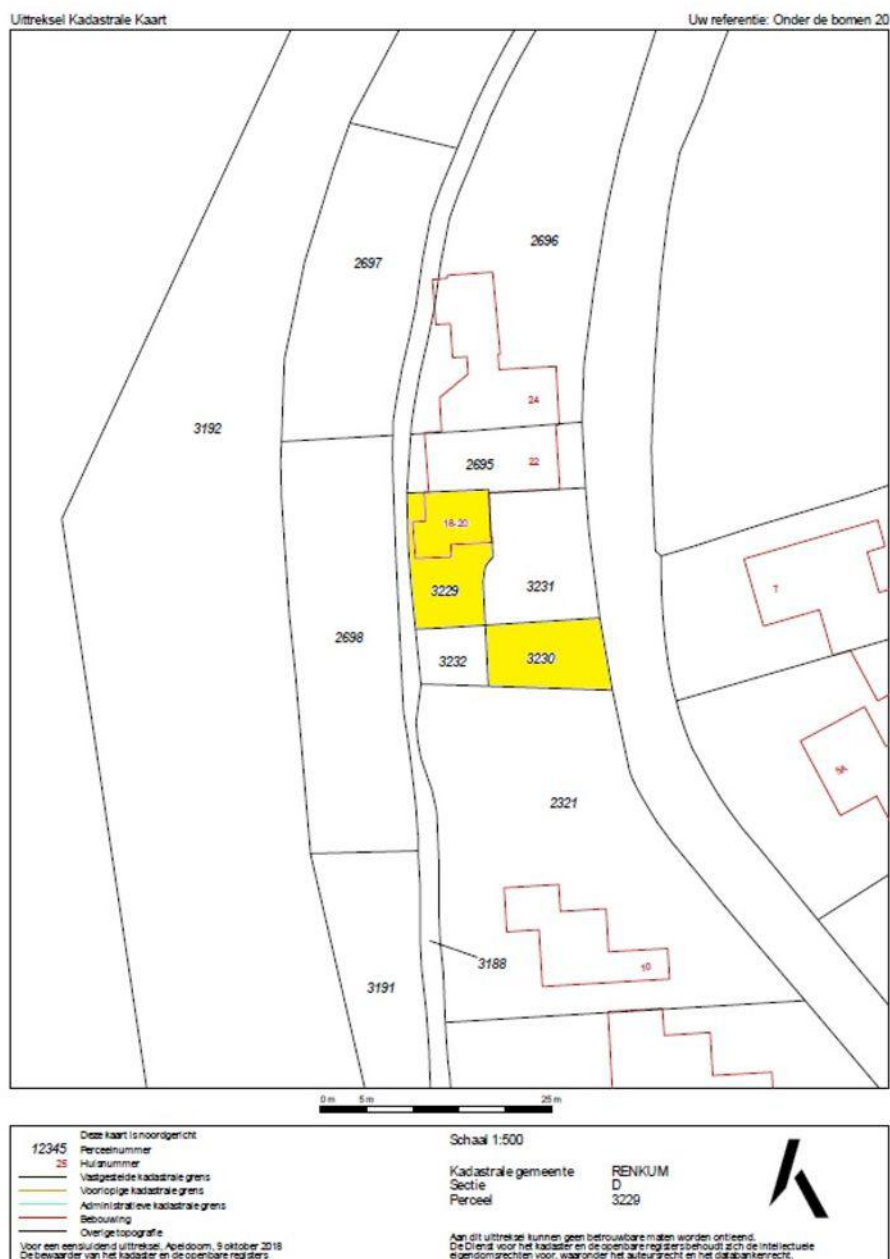 Uittreksel Kadastrale Kaart
Uw referentie: Onder de bomen 20
2696
2697
24
3192
22
2695
18-20
7
3229
3231
2698
3232
3230
5A
2321
3188
10
3191
0 m 5 m 25 m
Deze kaart is noordgericht
12345 Perceelnummer
25 Huisnummer
Vastgestelde kadastrale grens
Voorlopige kadastrale grens
Administratieve kadastrale grens
Bebouwing
Overige topografie
Voor een eensluidend uittreksel, Apeldoorn, 9 oktober 2018
De bewaarder van het kadaster en de openbare registers
Schaal 1:500
Kadastrale gemeente RENKUM
Sectie D
Perceel 3229
Aan dit uittreksel kunnen geen betrouwbare maten worden ontleend.
De Dienst voor het kadaster en de openbare registers behoudt zich de intellectuele
eigendomsrechten voor, waaronder het auteursrecht en het databankenrecht.